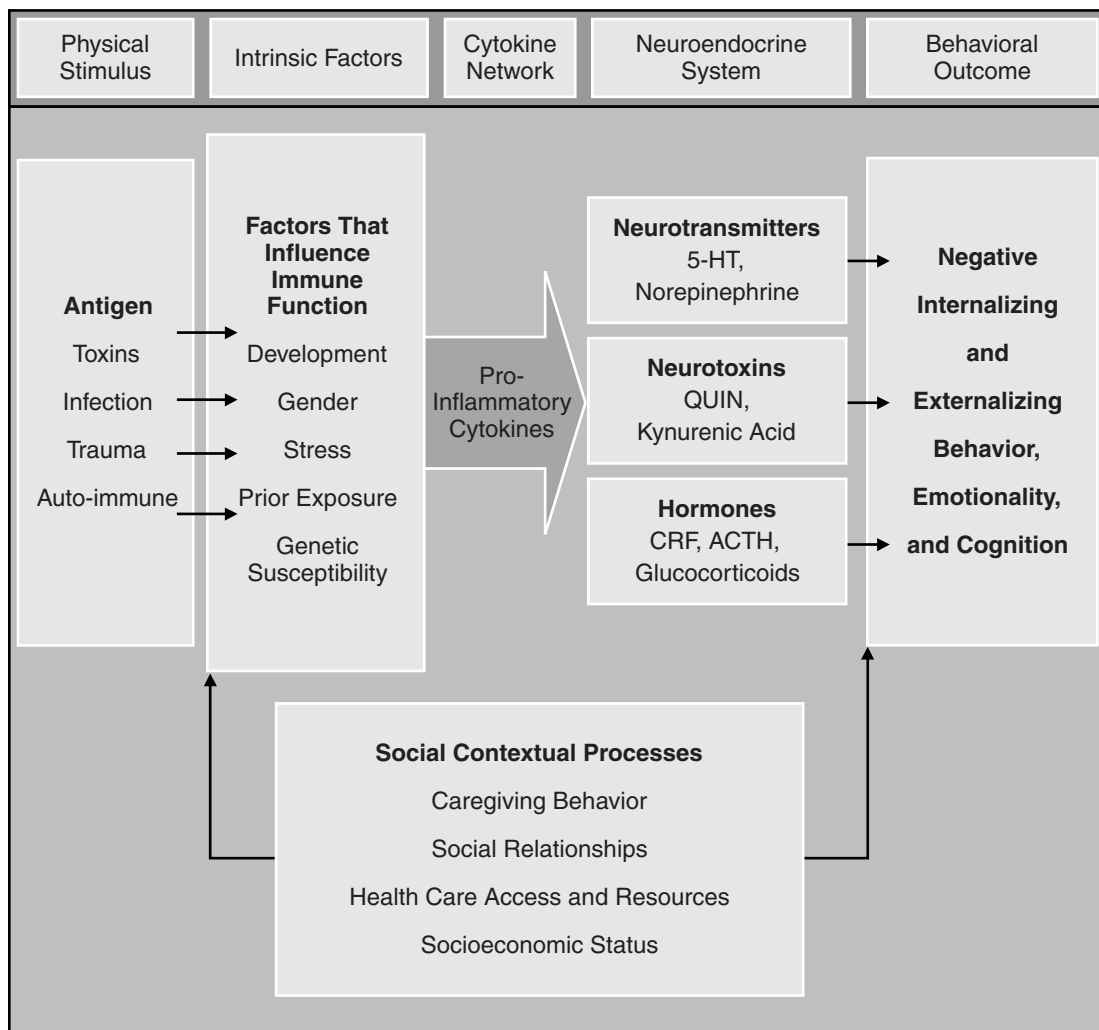 Physical
Stimulus
Intrinsic Factors
Cytokine
Network
Neuroendocrine
System
Behavioral
Outcome
Antigen
Toxins
Infection
Trauma
Auto-immune
Factors That
Influence
Immune
Function
Development
Gender
Stress
Prior Exposure
Genetic
Susceptibility
Pro-
Inflammatory
Cytokines
Neurotransmitters
5-HT,
Norepinephrine
Neurotoxins
QUIN,
Kynurenic Acid
Hormones
CRF, ACTH,
Glucocorticoids
Negative
Internalizing
and
Externalizing
Behavior,
Emotionality,
and Cognition
Social Contextual Processes
Caregiving Behavior
Social Relationships
Health Care Access and Resources
Socioeconomic Status